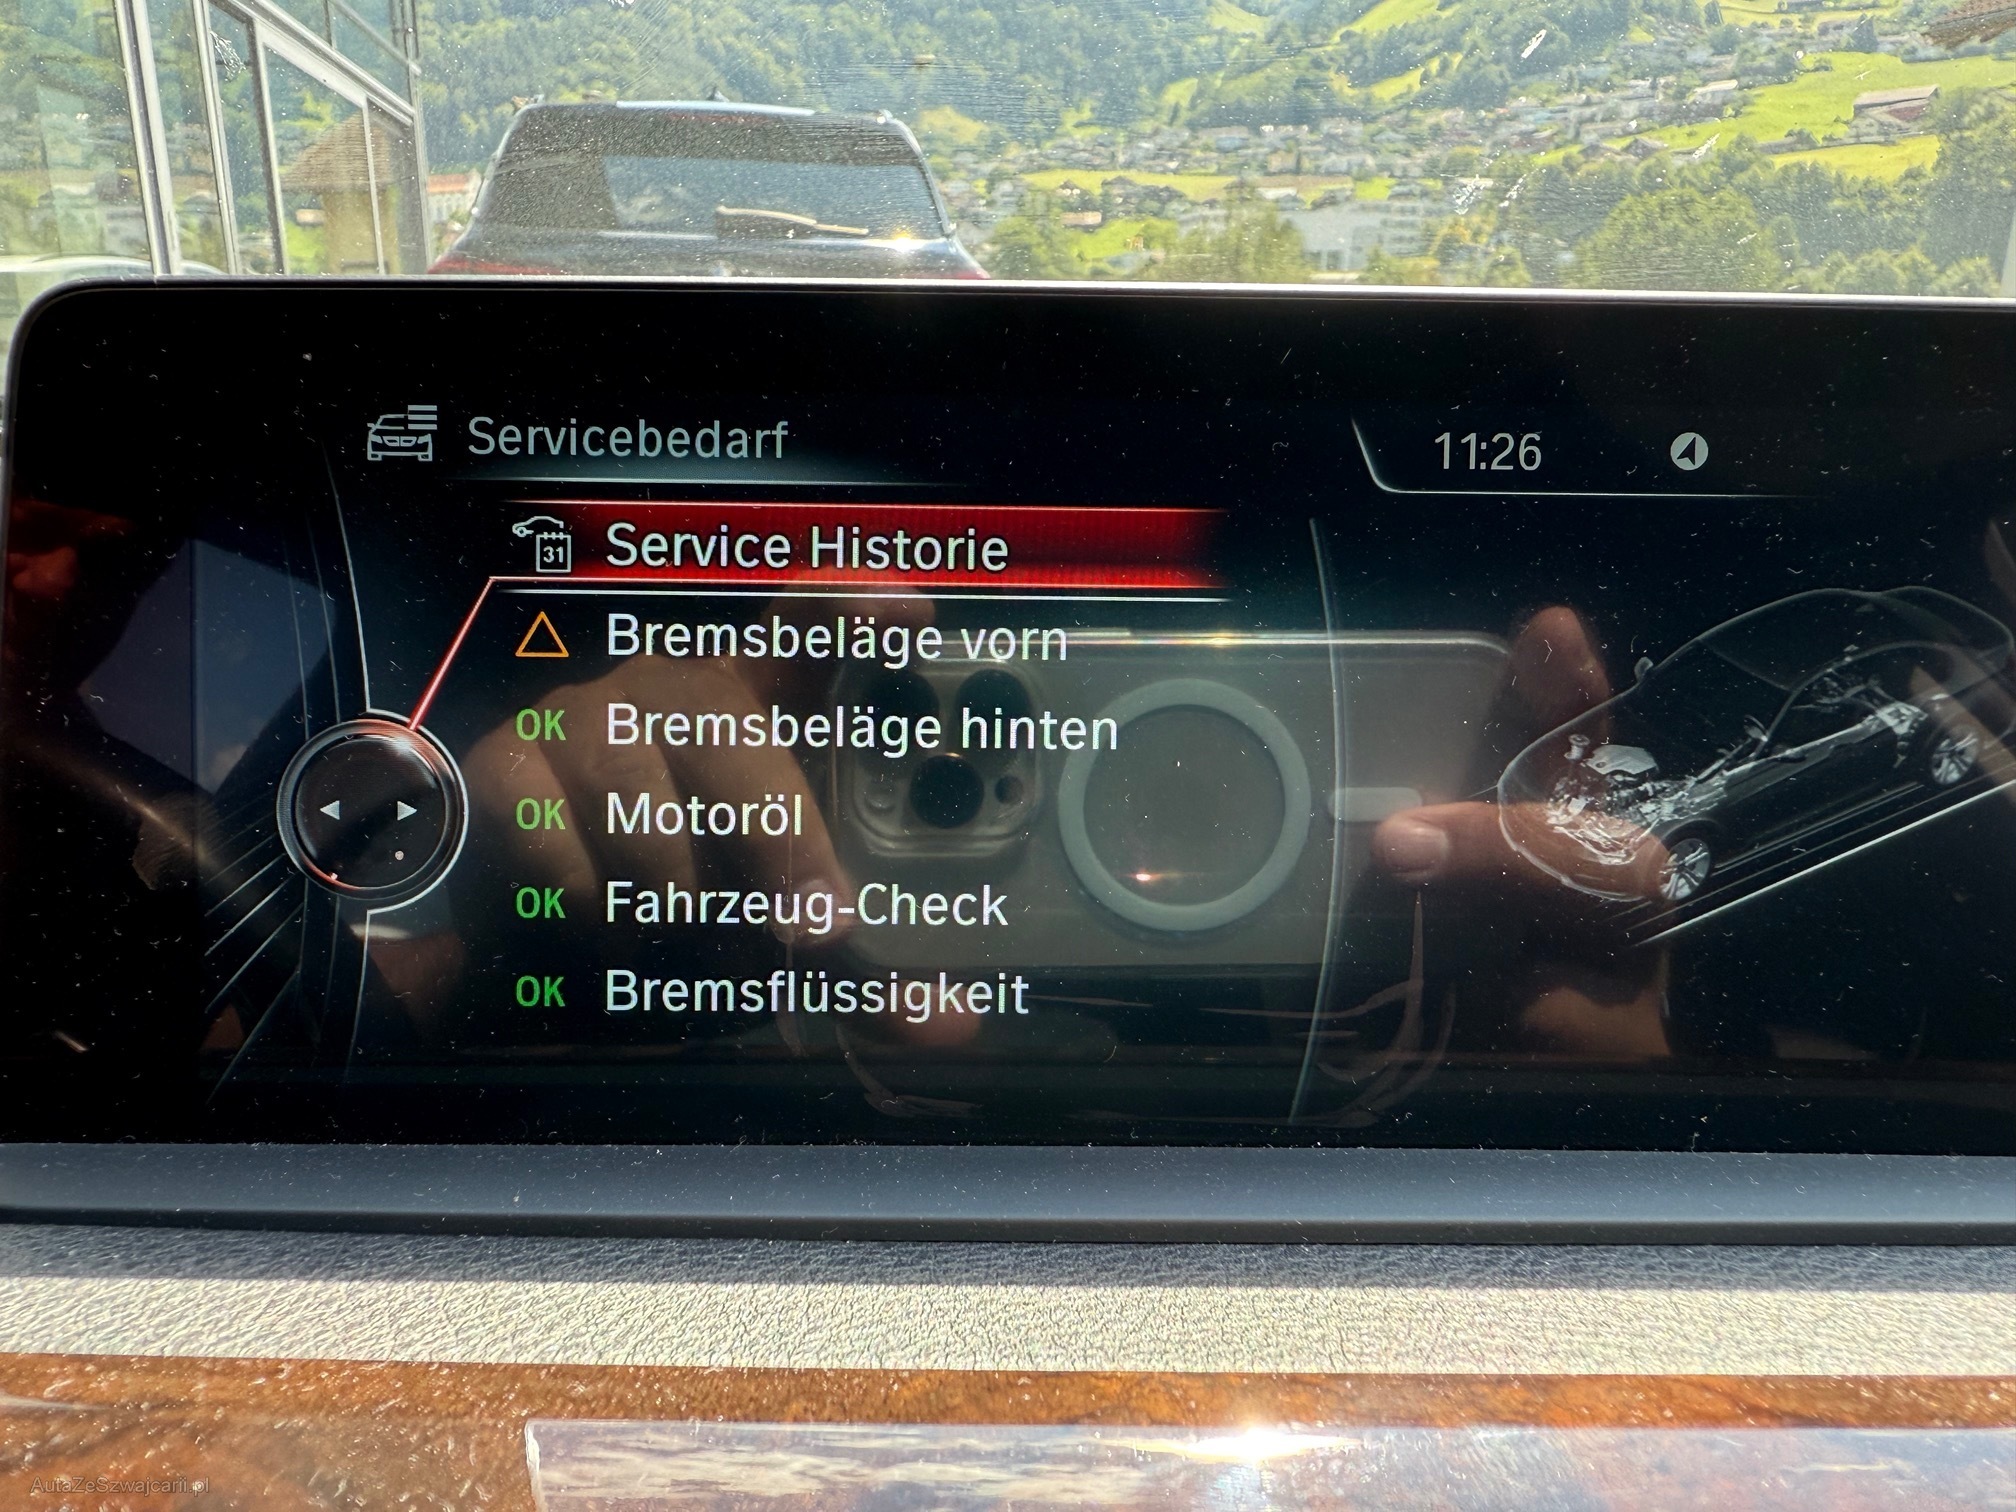 Servicebedarf
11:26
31
Service Historie
Bremsbeläge vorn
OK Bremsbeläge hinten
OK Motoröl
OK Fahrzeug-Check
OK Bremsflüssigkeit
AutaZeSzwajcarii.pl